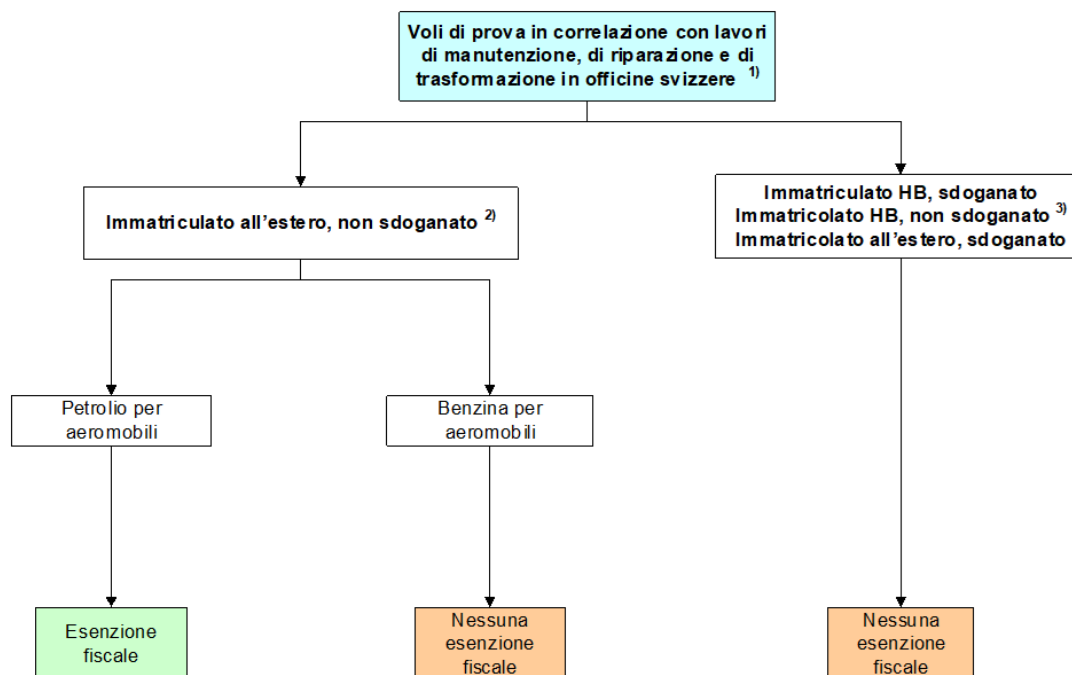 Voli di prova in correlazione con lavori
di manutenzione, di riparazione e di
trasformazione in officine svizzere 1)
Immatriculato all'estero, non sdoganato 2)
Immatriculato HB, sdoganato
Immatricolato HB, non sdoganato 3)
Immatricolato all'estero, sdoganato
Petrolio per
aeromobili
Benzina per
aeromobili
Esenzione
fiscale
Nessuna
esenzione
fiscale
Nessuna
esenzione
fiscale